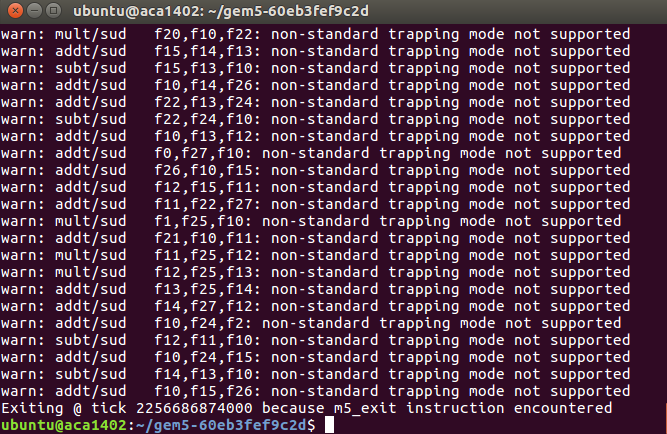 ubuntu@aca1402: ~/gem5-60eb3fef9c2d
warn: mult/sud f20,f10,f22: non-standard trapping mode not supported
warn: addt/sud f15,f14,f13: non-standard trapping mode not supported
warn: subt/sud f15,f13,f10: non-standard trapping mode not supported
warn: addt/sud f10,f14,f26: non-standard trapping mode not supported
warn: addt/sud f22,f13,f24: non-standard trapping mode not supported
warn: subt/sud f22,f24,f10: non-standard trapping mode not supported
warn: addt/sud f10,f13,f12: non-standard trapping mode not supported
warn: addt/sud f0,f27,f10: non-standard trapping mode not supported
warn: addt/sud f26,f10,f15: non-standard trapping mode not supported
warn: addt/sud f12,f15,f11: non-standard trapping mode not supported
warn: addt/sud f11,f22,f27: non-standard trapping mode not supported
warn: mult/sud f1,f25,f10: non-standard trapping mode not supported
warn: addt/sud f21,f10,f11: non-standard trapping mode not supported
warn: mult/sud f11,f25,f12: non-standard trapping mode not supported
warn: mult/sud f12,f25,f13: non-standard trapping mode not supported
warn: addt/sud f13,f25,f14: non-standard trapping mode not supported
warn: addt/sud f14,f27,f12: non-standard trapping mode not supported
warn: addt/sud f10,f24,f2: non-standard trapping mode not supported
warn: subt/sud f12,f11,f10: non-standard trapping mode not supported
warn: addt/sud f10,f24,f15: non-standard trapping mode not supported
warn: subt/sud f14,f13,f10: non-standard trapping mode not supported
warn: addt/sud f10,f15,f26: non-standard trapping mode not supported
Exiting @ tick 2256686874000 because m5_exit instruction encountered
ubuntu@aca1402:~/gem5-60eb3fef9c2d$